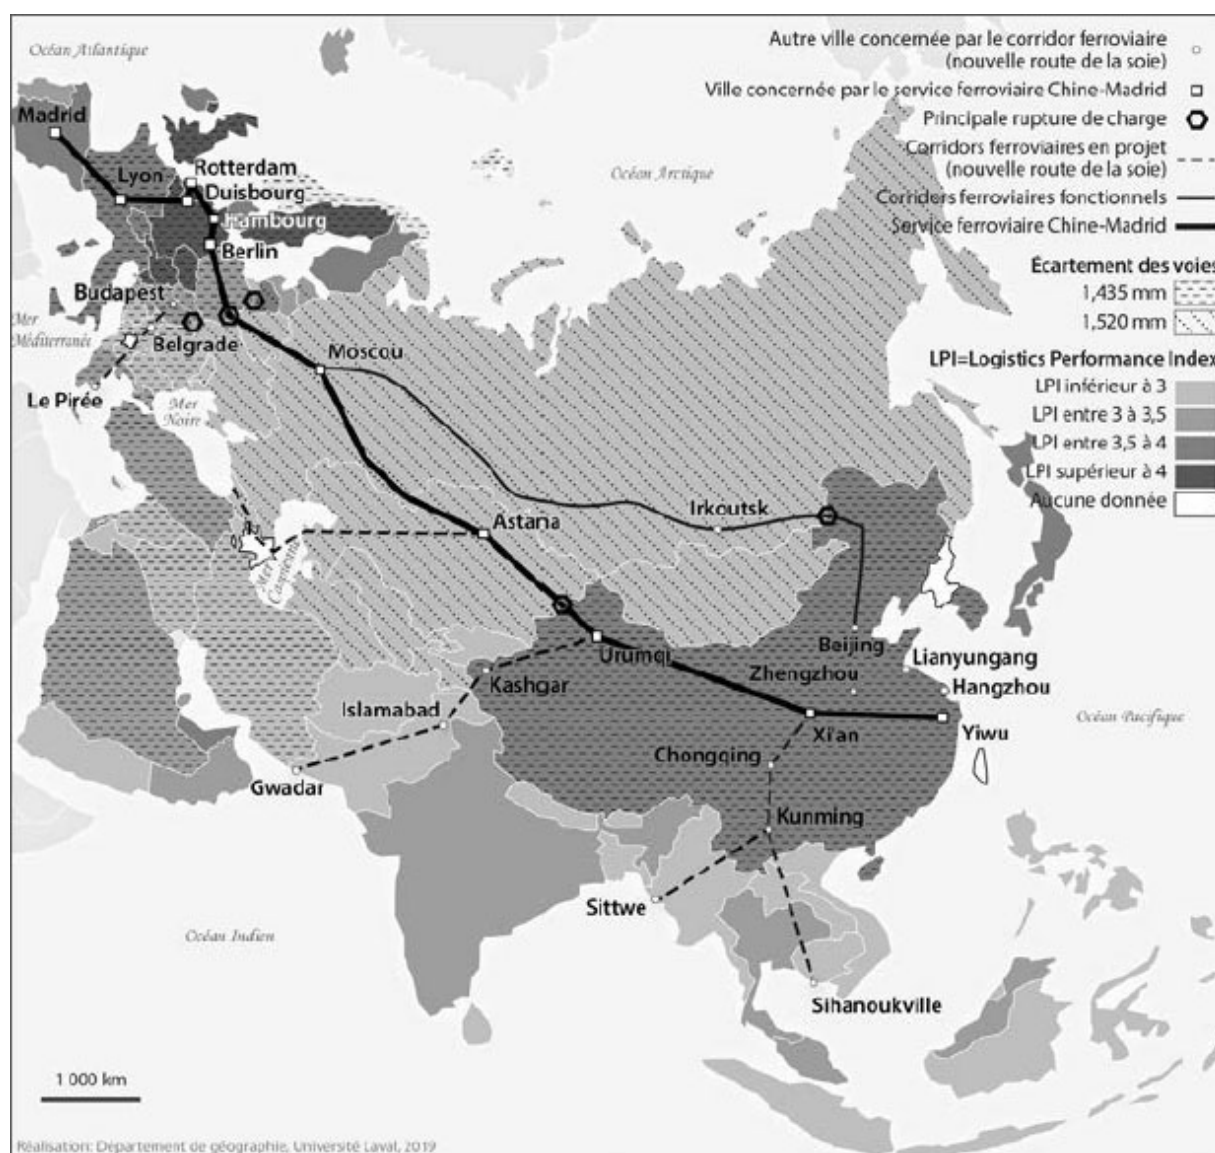 Océan Atlantique
Autre ville concernée par le corridor ferroviaire
(nouvelle route de la soie)
Ville concernée par le service ferroviaire Chine-Madrid
Principale rupture de charge
Corridors ferroviaires en projet
(nouvelle route de la soie)
Corridors ferroviaires fonctionnels
Service ferroviaire Chine-Madrid
Écartement des voies
1,435 mm
1,520 mm
LPI=Logistics Performance Index
LPI inférieur à 3
LPI entre 3 à 3,5
LPI entre 3,5 à 4
LPI supérieur à 4
Aucune donnée
Madrid
Lyon
Rotterdam
Duisbourg
Hambourg
Berlin
Océan Arctique
Budapest
Mer
Méditerranée
Belgrade
Moscou
Le Pirée
Mer
Noire
Astana
Irkoutsk
Mer
Caspienne
Urumqi
Beijing
Lianyungang
Zhengzhou
Hangzhou
Kashgar
Islamabad
Xi'an
Yiwu
Océan Pacifique
Gwadar
Chongqing
Kunming
Sittwe
Océan Indien
Sihanoukville
1 000 km
Réalisation: Département de géographie, Université Laval, 2019